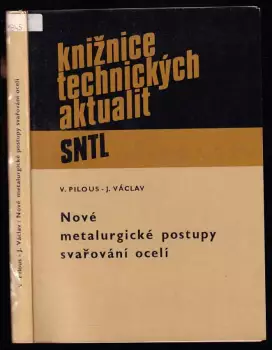 knižnice
technických
aktualit
SNTL
V. PILOUS - J. VÁCLAV
Nové
metalurgické postupy
svařování ocelí
V. Pilous - J. Václav : Nové metalurgické postupy svařování ocelí